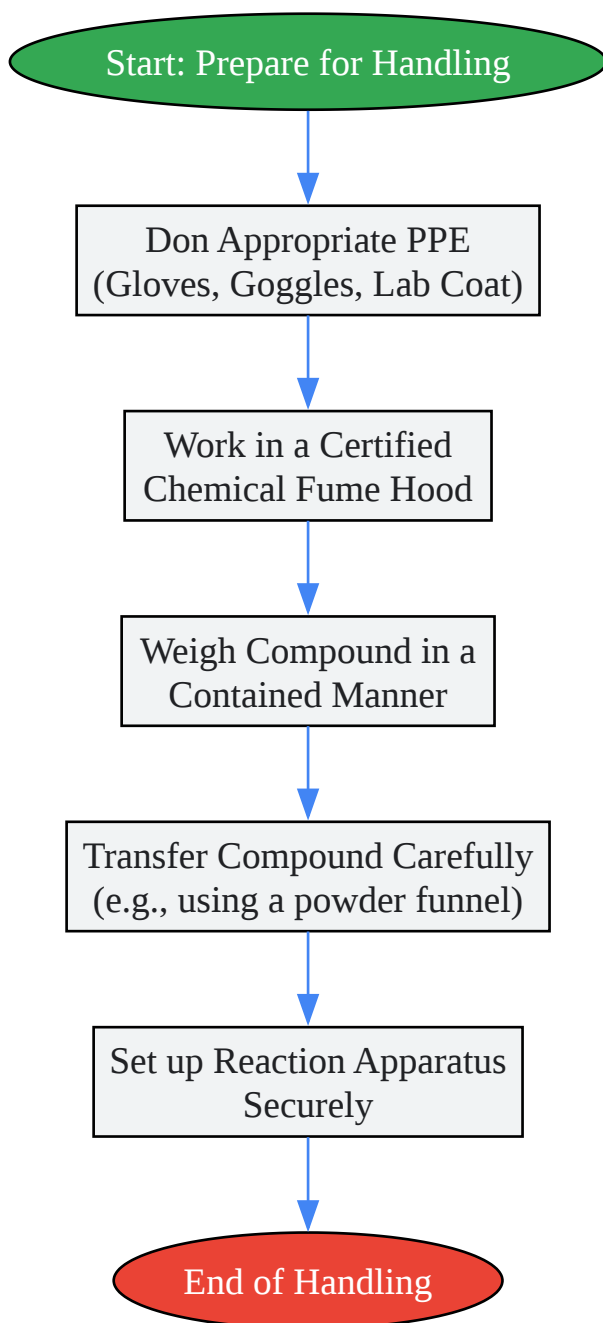 Start: Prepare for Handling
Don Appropriate PPE
(Gloves, Goggles, Lab Coat)
Work in a Certified
Chemical Fume Hood
Weigh Compound in a
Contained Manner
Transfer Compound Carefully
(e.g., using a powder funnel)
Set up Reaction Apparatus
Securely
End of Handling